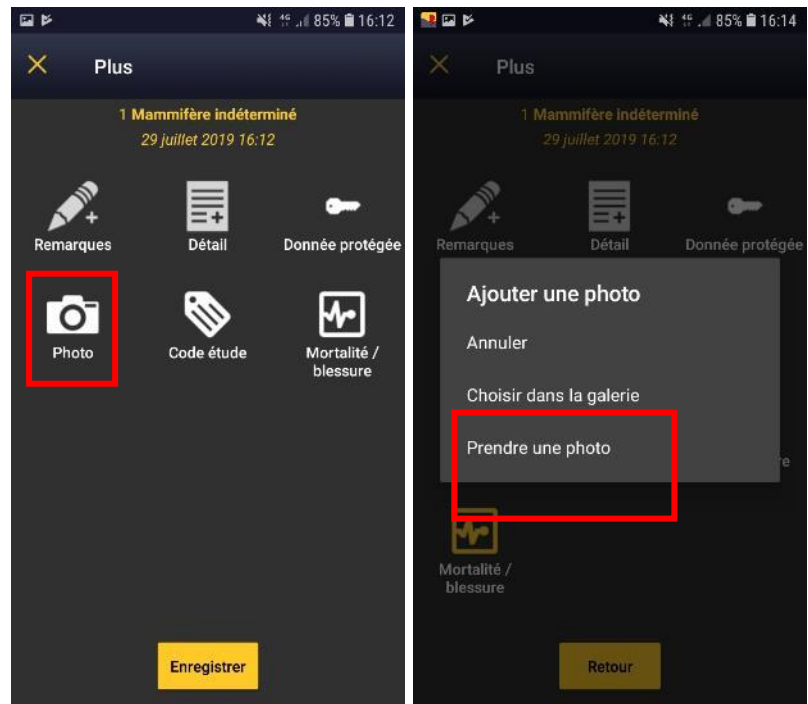 85% 16:12
Plus
1 Mammifère indéterminé
29 juillet 2019 16:12
Remarques
Détail
Donnée protégée
Photo
Code étude
Mortalité /
blessure
Enregistrer
85% 16:14
Plus
1 Mammifère indéterminé
29 juillet 2019 16:12
Remarques
Détail
Donnée protégée
Ajouter une photo
Annuler
Choisir dans la galerie
Prendre une photo
re
Mortalité /
blessure
Retour